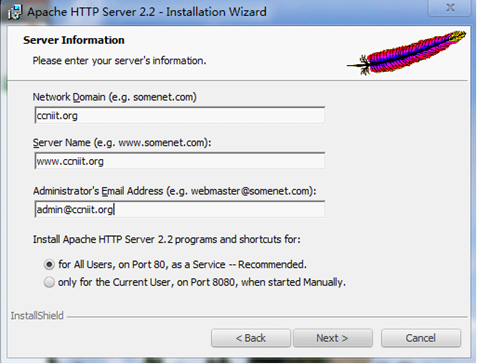 Apache HTTP Server 2.2 - Installation Wizard
Server Information
Please enter your server's information.
Network Domain (e.g. somenet.com)
ccniit.org
Server Name (e.g. www.somenet.com):
www.ccniit.org
Administrator's Email Address (e.g. webmaster@somenet.com):
admin@ccniit.org
Install Apache HTTP Server 2.2 programs and shortcuts for:
for All Users, on Port 80, as a Service -- Recommended.
only for the Current User, on Port 8080, when started Manually.
InstallShield
< Back Next > Cancel